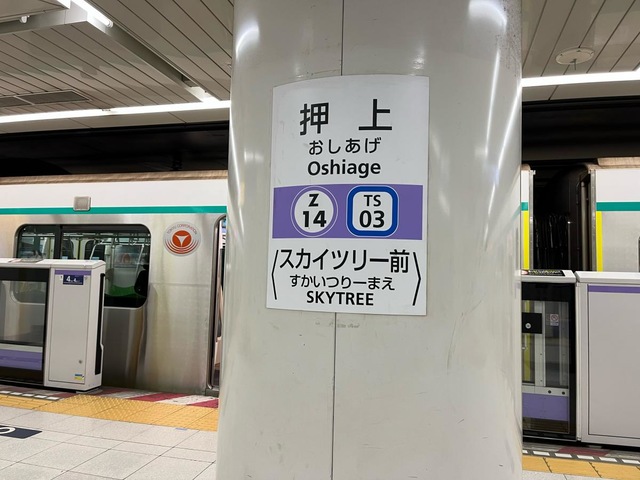 押上
おしあげ
Oshiage
Z
14
TS
03
〈スカイツリー前〉
すかいつりーまえ
SKYTREE